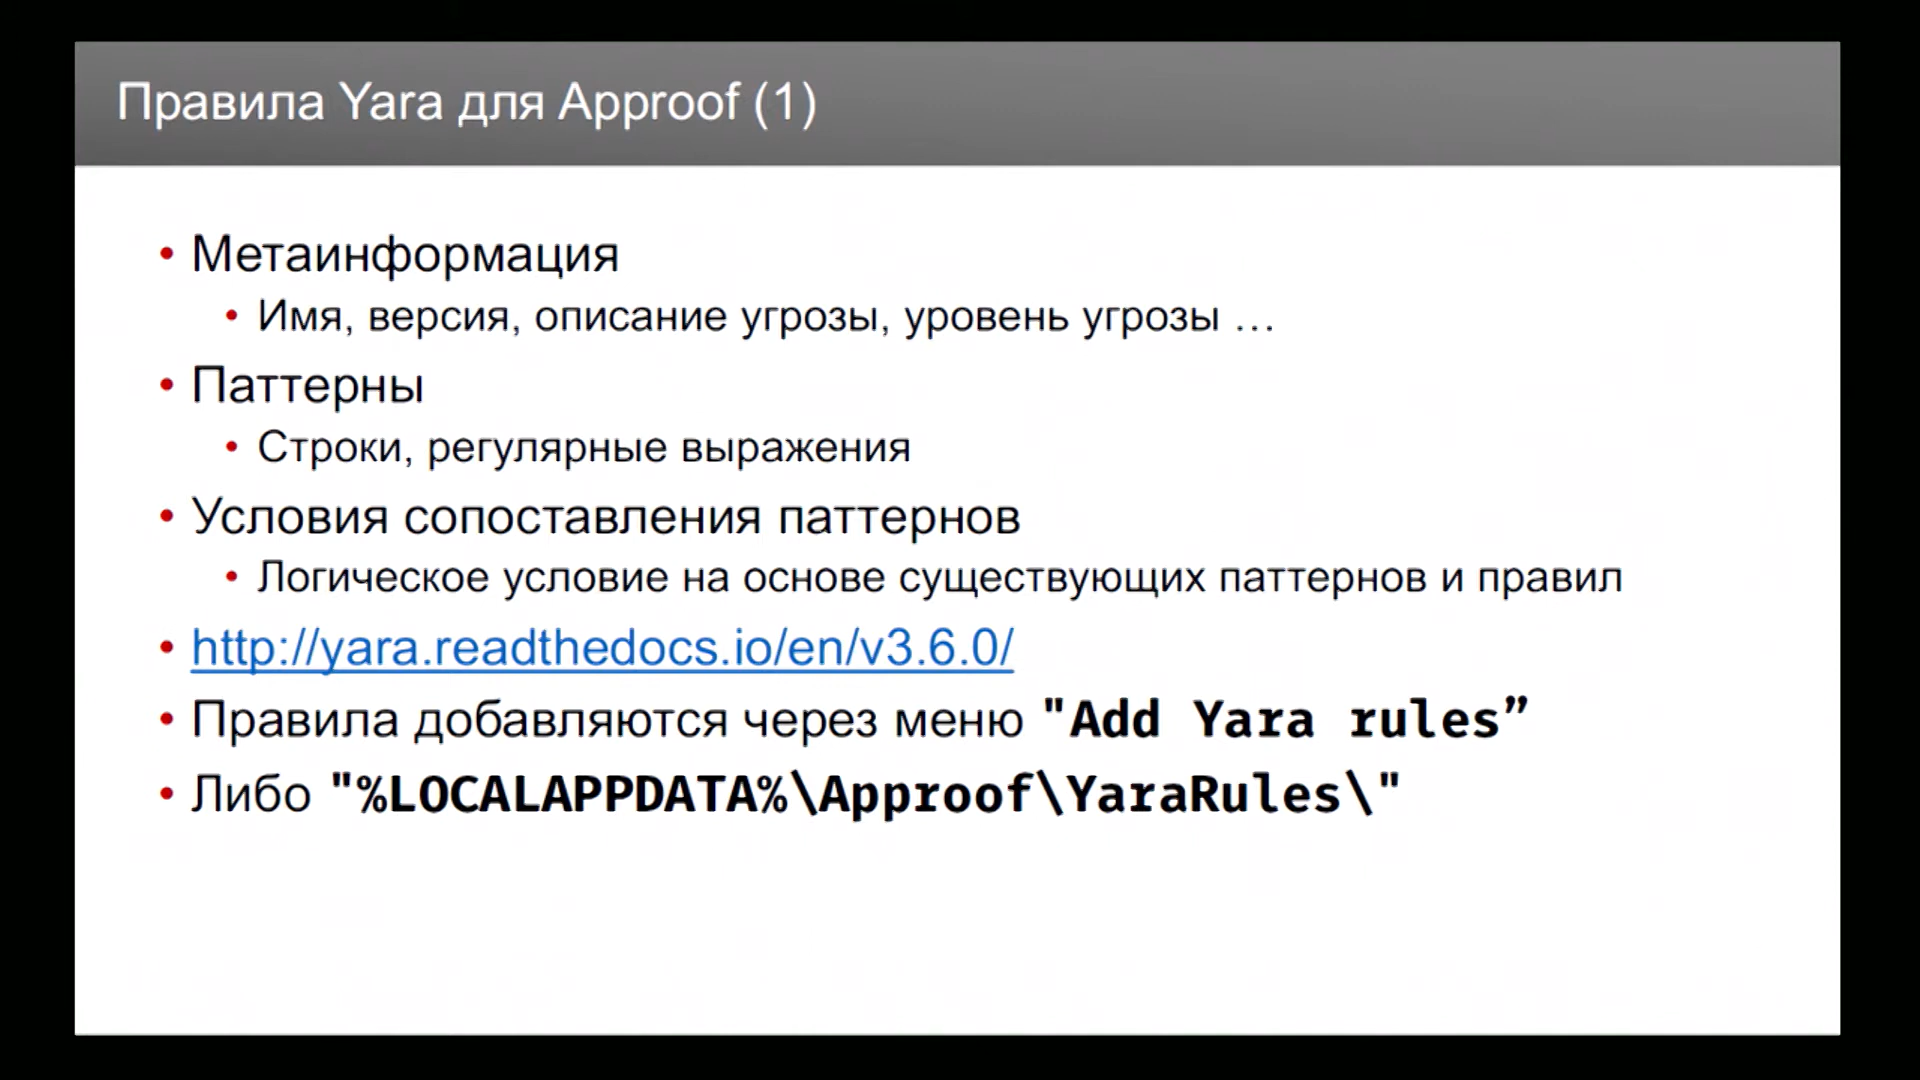 Правила Yara для Approof (1)
• Метаинформация
• Имя, версия, описание угрозы, уровень угрозы …
• Паттерны
• Строки, регулярные выражения
• Условия сопоставления паттернов
• Логическое условие на основе существующих паттернов и правил
• http://yara.readthedocs.io/en/v3.6.0/
• Правила добавляются через меню "Add Yara rules”
• Либо "%LOCALAPPDATA%\Approof\YaraRules\"